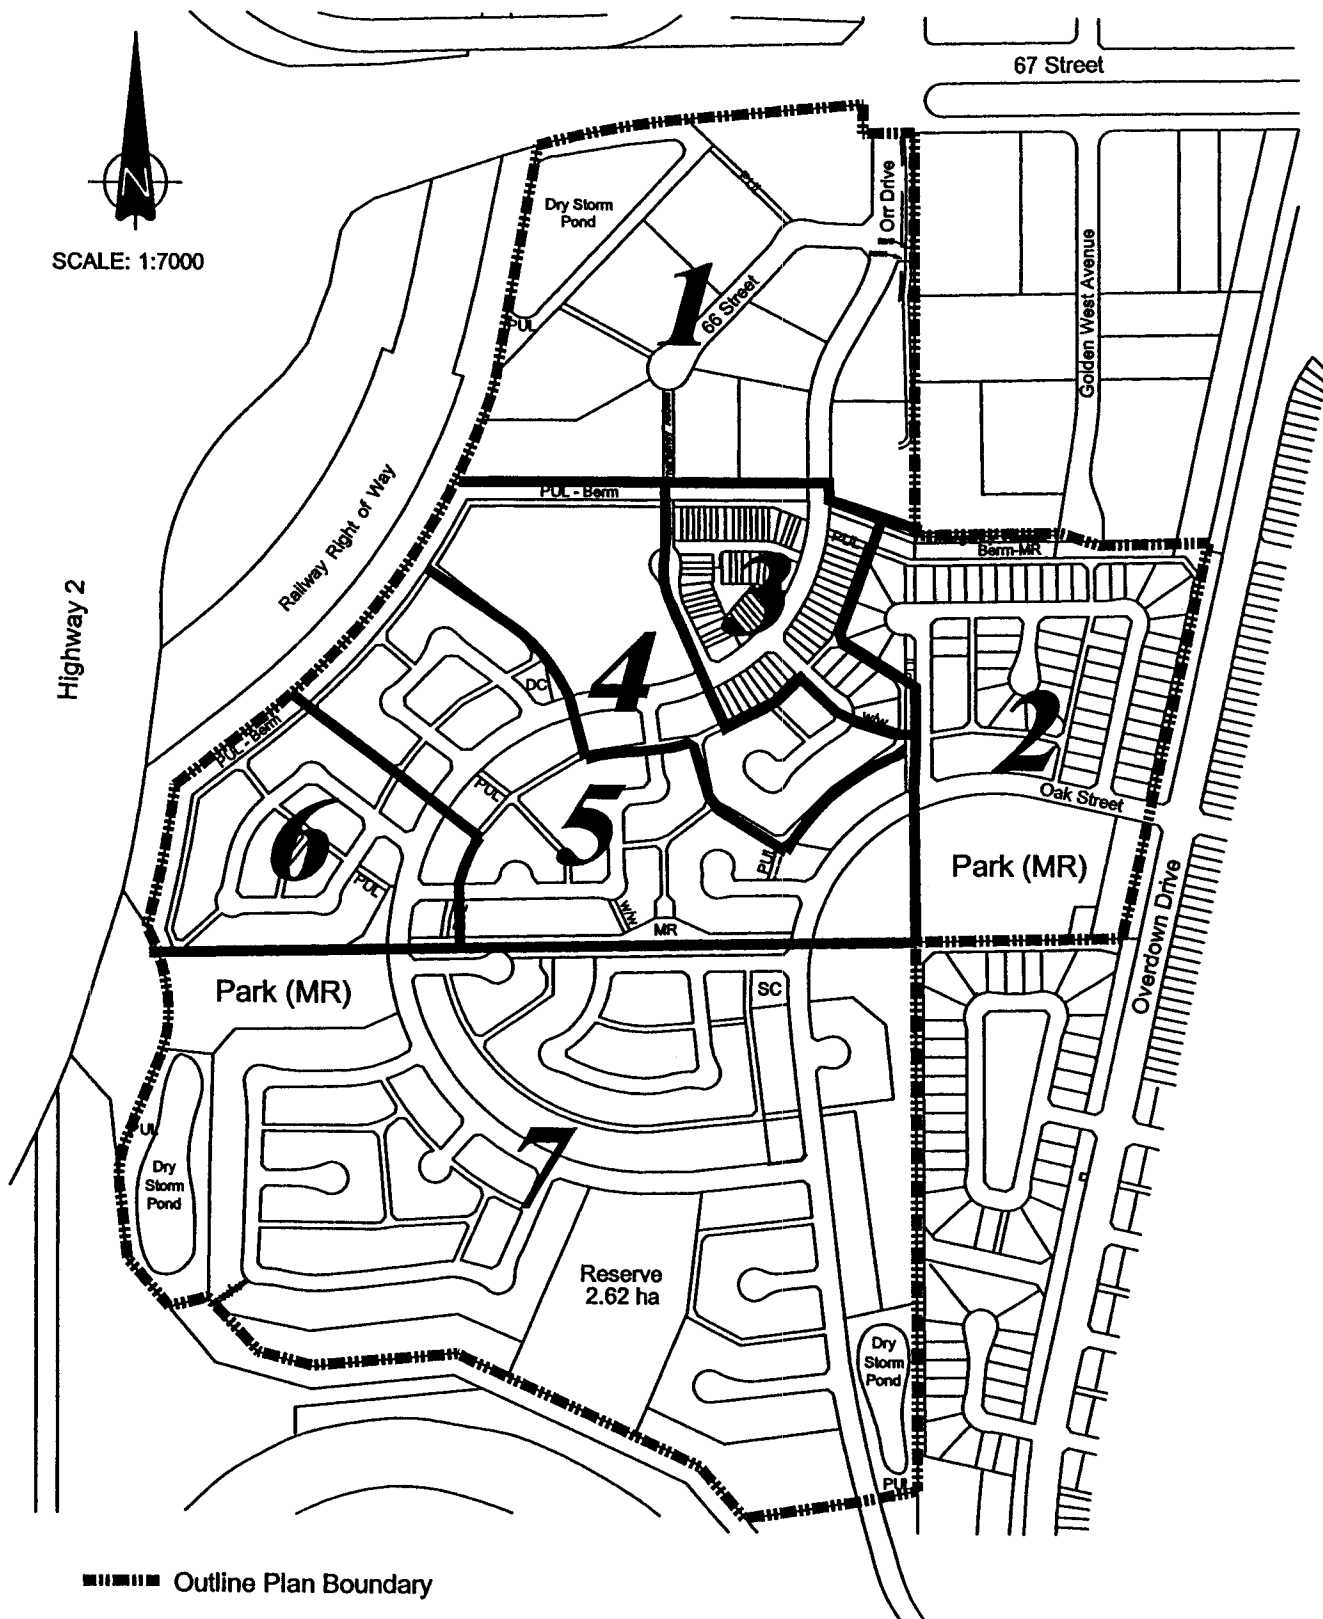 67 Street
N
SCALE: 1:7000
PUL
Orr Drive
Dry Storm
Pond
Golden West Avenue
1
66 Street
PUL
Railway Right of Way
PUL - Berm
PUL
Berm-MR
3
Highway 2
4
DC
PUL
2
W/W
PUL - Berm
PUL
Oak Street
6
5
PUL
Park (MR)
PUL
W/W
MR
Overdown Drive
Park (MR)
SC
PUL
7
Dry
Storm
Pond
Reserve
2.62 ha
Dry
Storm
Pond
PUL
Outline Plan Boundary